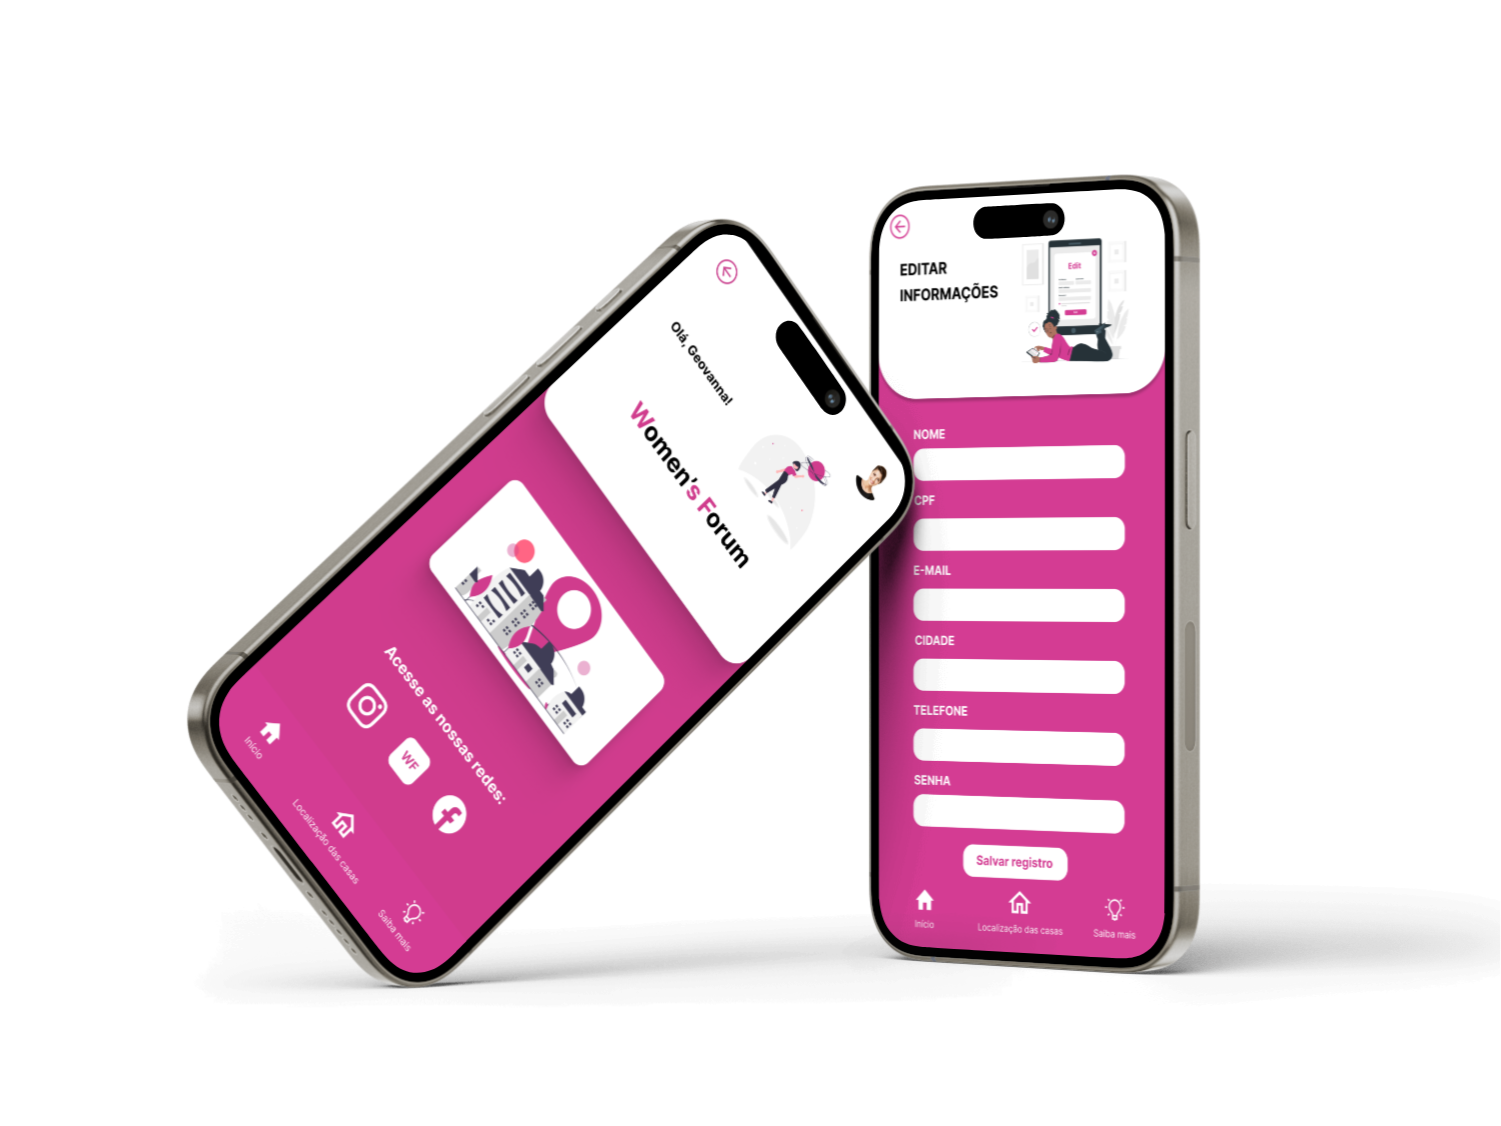 Olá, Geovanna!
Women's Forum
Acesse as nossas redes:
WF
Início
Localização das casas
Saiba mais
EDITAR
INFORMAÇÕES
Edit
NOME
CPF
E-MAIL
CIDADE
TELEFONE
SENHA
Salvar registro
Início
Localização das casas
Saiba mais